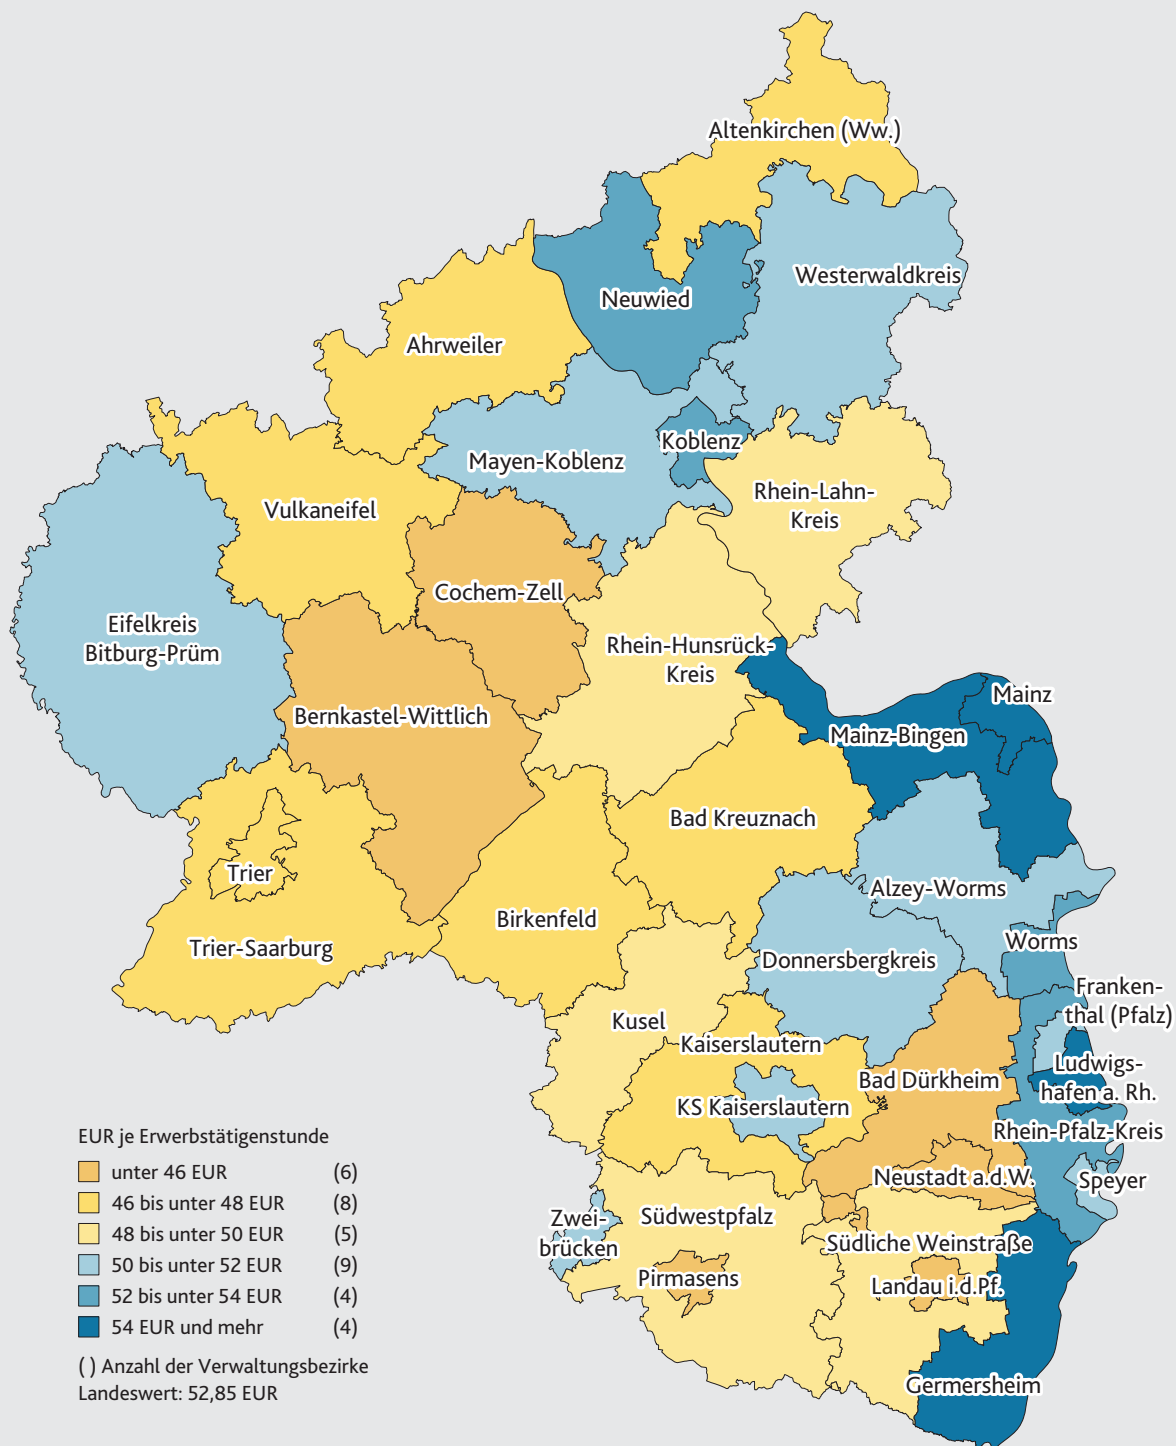 Altenkirchen (Ww.)
Westerwaldkreis
Neuwied
Ahrweiler
Koblenz
Mayen-Koblenz
Rhein-Lahn-
Kreis
Vulkaneifel
Cochem-Zell
Eifelkreis
Bitburg-Prüm
Rhein-Hunsrück-
Kreis
Mainz
Bernkastel-Wittlich
Mainz-Bingen
Bad Kreuznach
Trier
Alzey-Worms
Birkenfeld
Trier-Saarburg
Worms
Donnersbergkreis
Franken-
thal (Pfalz)
Kusel
Kaiserslautern
Ludwigs-
hafen a. Rh.
Bad Dürkheim
KS Kaiserslautern
Rhein-Pfalz-Kreis
Neustadt a.d.W.
Speyer
Zwei-
brücken
Südwestpfalz
Südliche Weinstraße
Pirmasens
Landau i.d.Pf.
Germersheim
EUR je Erwerbstätigenstunde
unter 46 EUR (6)
46 bis unter 48 EUR (8)
48 bis unter 50 EUR (5)
50 bis unter 52 EUR (9)
52 bis unter 54 EUR (4)
54 EUR und mehr (4)
( ) Anzahl der Verwaltungsbezirke
Landeswert: 52,85 EUR